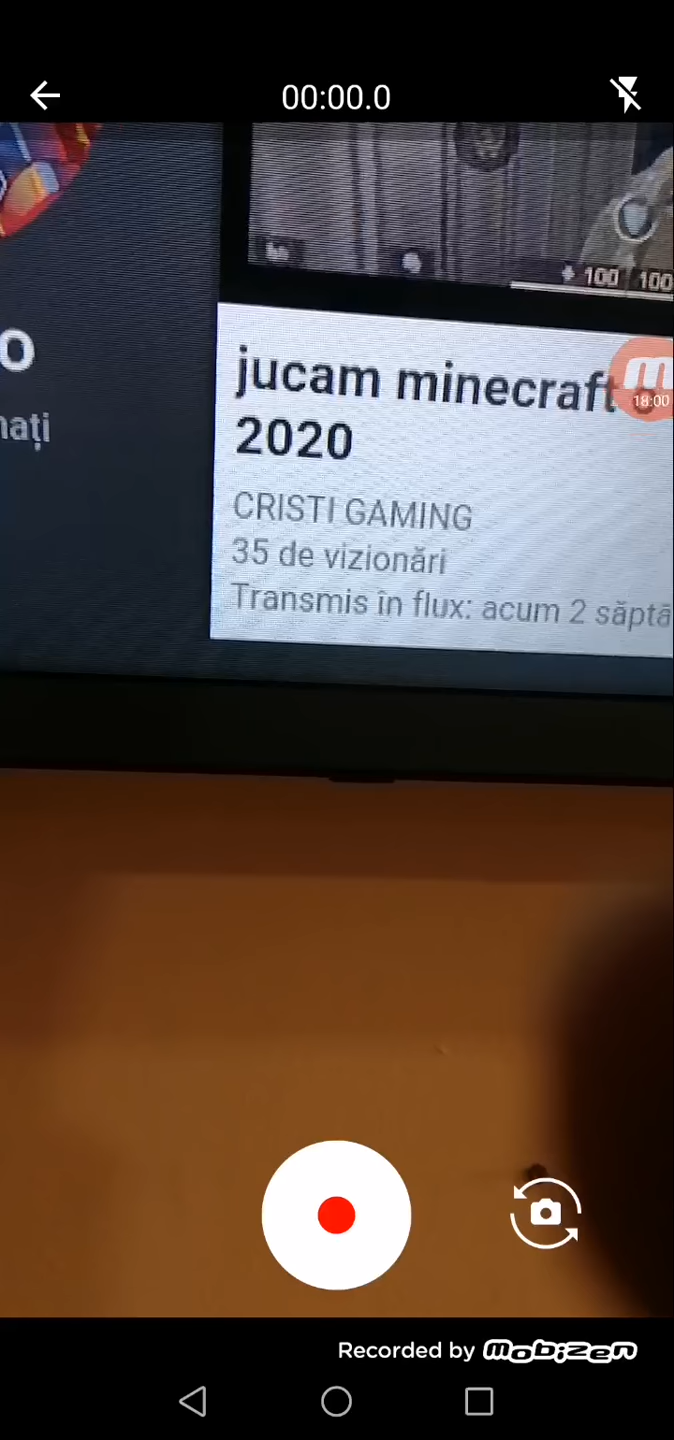 00:00.0
100 100
o
jucam minecraft
nați
18:00
2020
CRISTI GAMING
35 de vizionări
Transmis în flux: acum 2 săptă
Recorded by mobizen